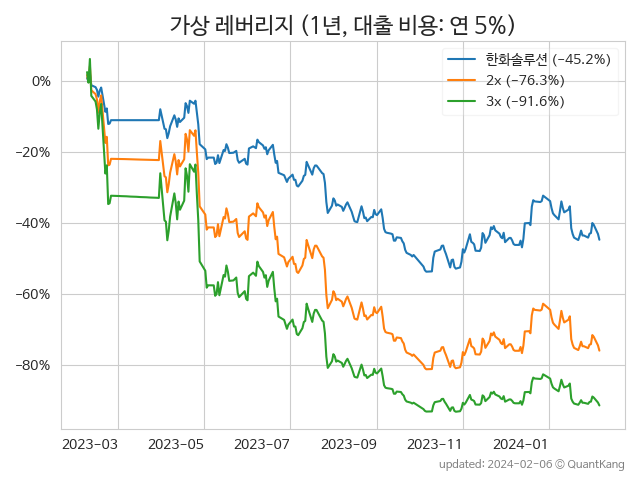 가상 레버리지 (1년, 대출 비용: 연 5%)
한화솔루션 (−45.2%)
2x (−76.3%)
3x (−91.6%)
0%
−20%
−40%
−60%
−80%
2023-03 2023-05 2023-07 2023-09 2023-11 2024-01
updated: 2024-02-06 © QuantKang